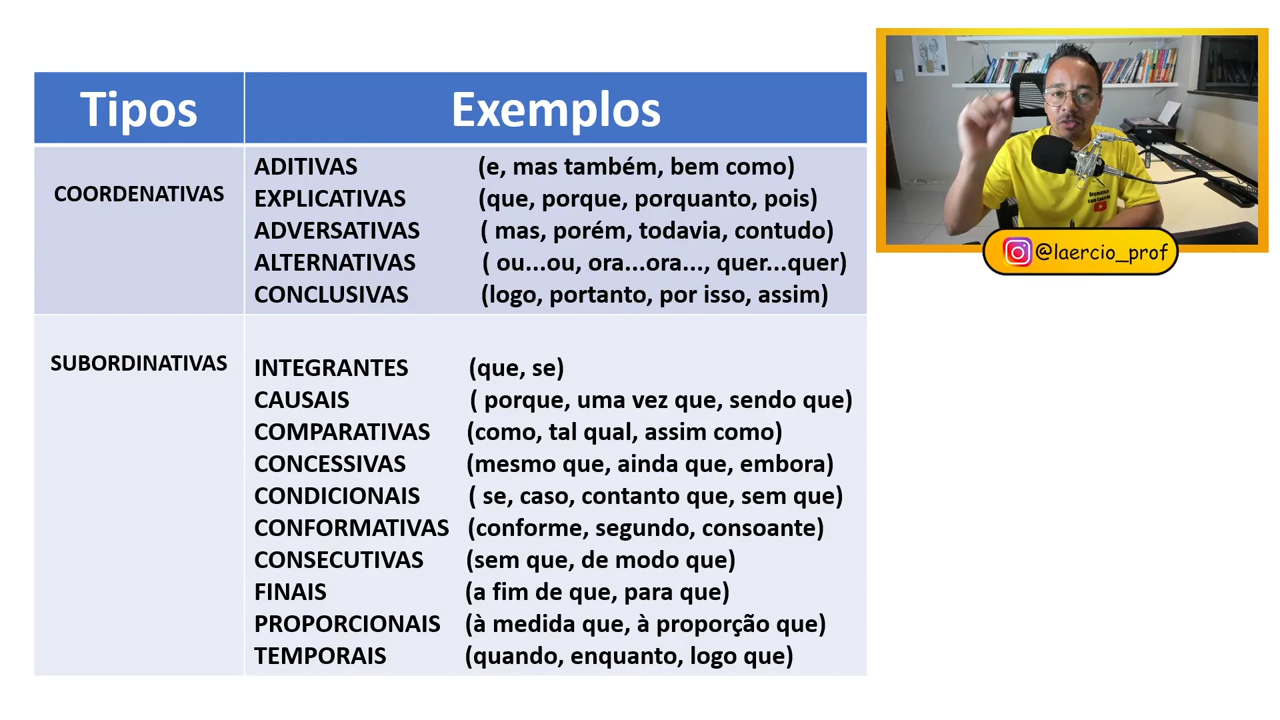 Tipos Exemplos
COORDENATIVAS
ADITIVAS (e, mas também, bem como)
EXPLICATIVAS (que, porque, porquanto, pois)
ADVERSATIVAS ( mas, porém, todavia, contudo)
ALTERNATIVAS ( ou...ou, ora...ora..., quer...quer)
CONCLUSIVAS (logo, portanto, por isso, assim)
SUBORDINATIVAS
INTEGRANTES (que, se)
CAUSAIS ( porque, uma vez que, sendo que)
COMPARATIVAS (como, tal qual, assim como)
CONCESSIVAS (mesmo que, ainda que, embora)
CONDICIONAIS ( se, caso, contanto que, sem que)
CONFORMATIVAS (conforme, segundo, consoante)
CONSECUTIVAS (sem que, de modo que)
FINAIS (a fim de que, para que)
PROPORCIONAIS (à medida que, à proporção que)
TEMPORAIS (quando, enquanto, logo que)
@laercio_prof